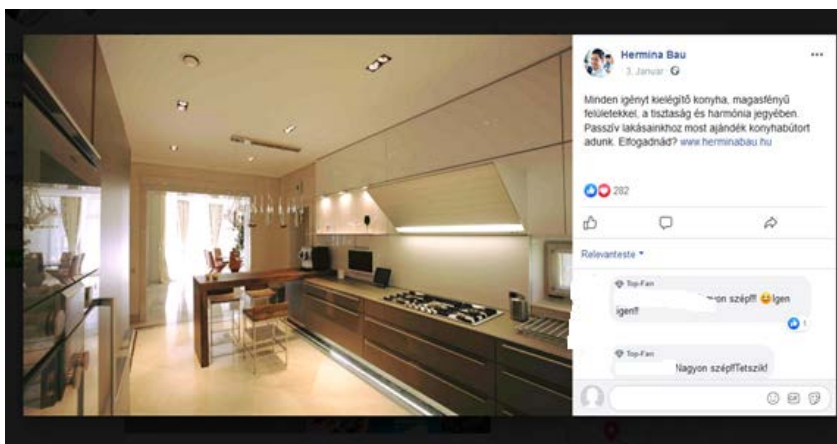 Hermina Bau
3. Januar
Minden igényt kielégítő konyha, magasfényű
felületekkel, a tisztaság és harmónia jegyében.
Passzív lakásainkhoz most ajándék konyhabútort
adunk. Elfogadnád? www.herminabau.hu
282
Relevanteste
Top-Fan
szép!!! 😄Igen
igen!!
1
Top-Fan
Nagyon szép!!Tetszik!
GIF